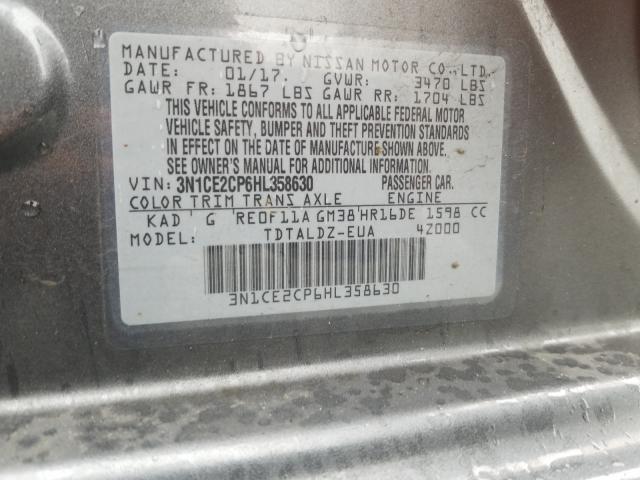 MANUFACTURED BY NISSAN MOTOR CO., LTD.
DATE: 01/17. GVWR: 3470 LBS
GAWR FR: 1867 LBS GAWR RR: 1704 LBS
THIS VEHICLE CONFORMS TO ALL APPLICABLE FEDERAL MOTOR
VEHICLE SAFETY, BUMPER AND THEFT PREVENTION STANDARDS
IN EFFECT ON THE DATE OF MANUFACTURE SHOWN ABOVE.
SEE OWNER'S MANUAL FOR ADDITIONAL INFORMATION.
VIN: 3N1CE2CP6HL358630 PASSENGER CAR.
COLOR TRIM TRANS AXLE ENGINE
KAD G RE0F11A GM38 HR16DE 1598 CC
MODEL: TDTALDZ-EUA 4Z000
3N1CE2CP6HL358630